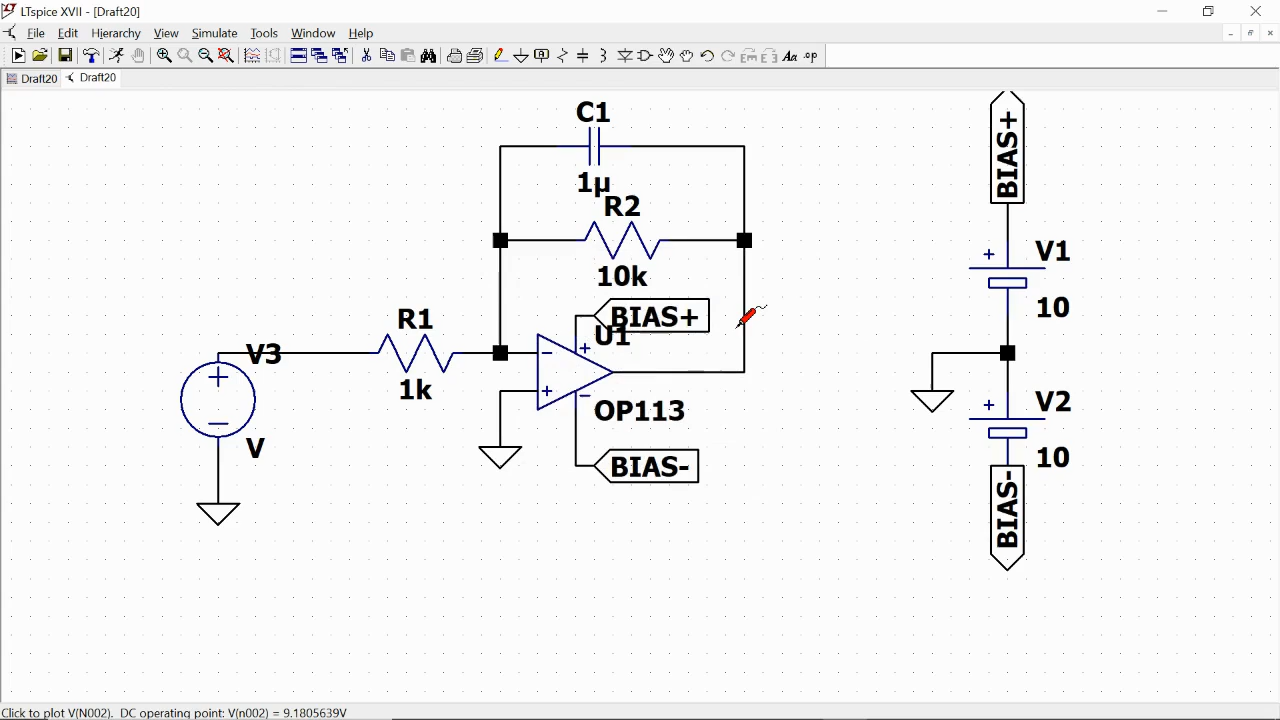 LTspice XVII - [Draft20]
File Edit Hierarchy View Simulate Tools Window Help
Aa .op
Draft20 Draft20
C1
1µ
R2
10k
BIAS+
U1
R1
1k
V3
V
OP113
BIAS-
BIAS+
V1
10
V2
10
BIAS-
Click to plot V(N002). DC operating point: V(n002) = 9.1805639V